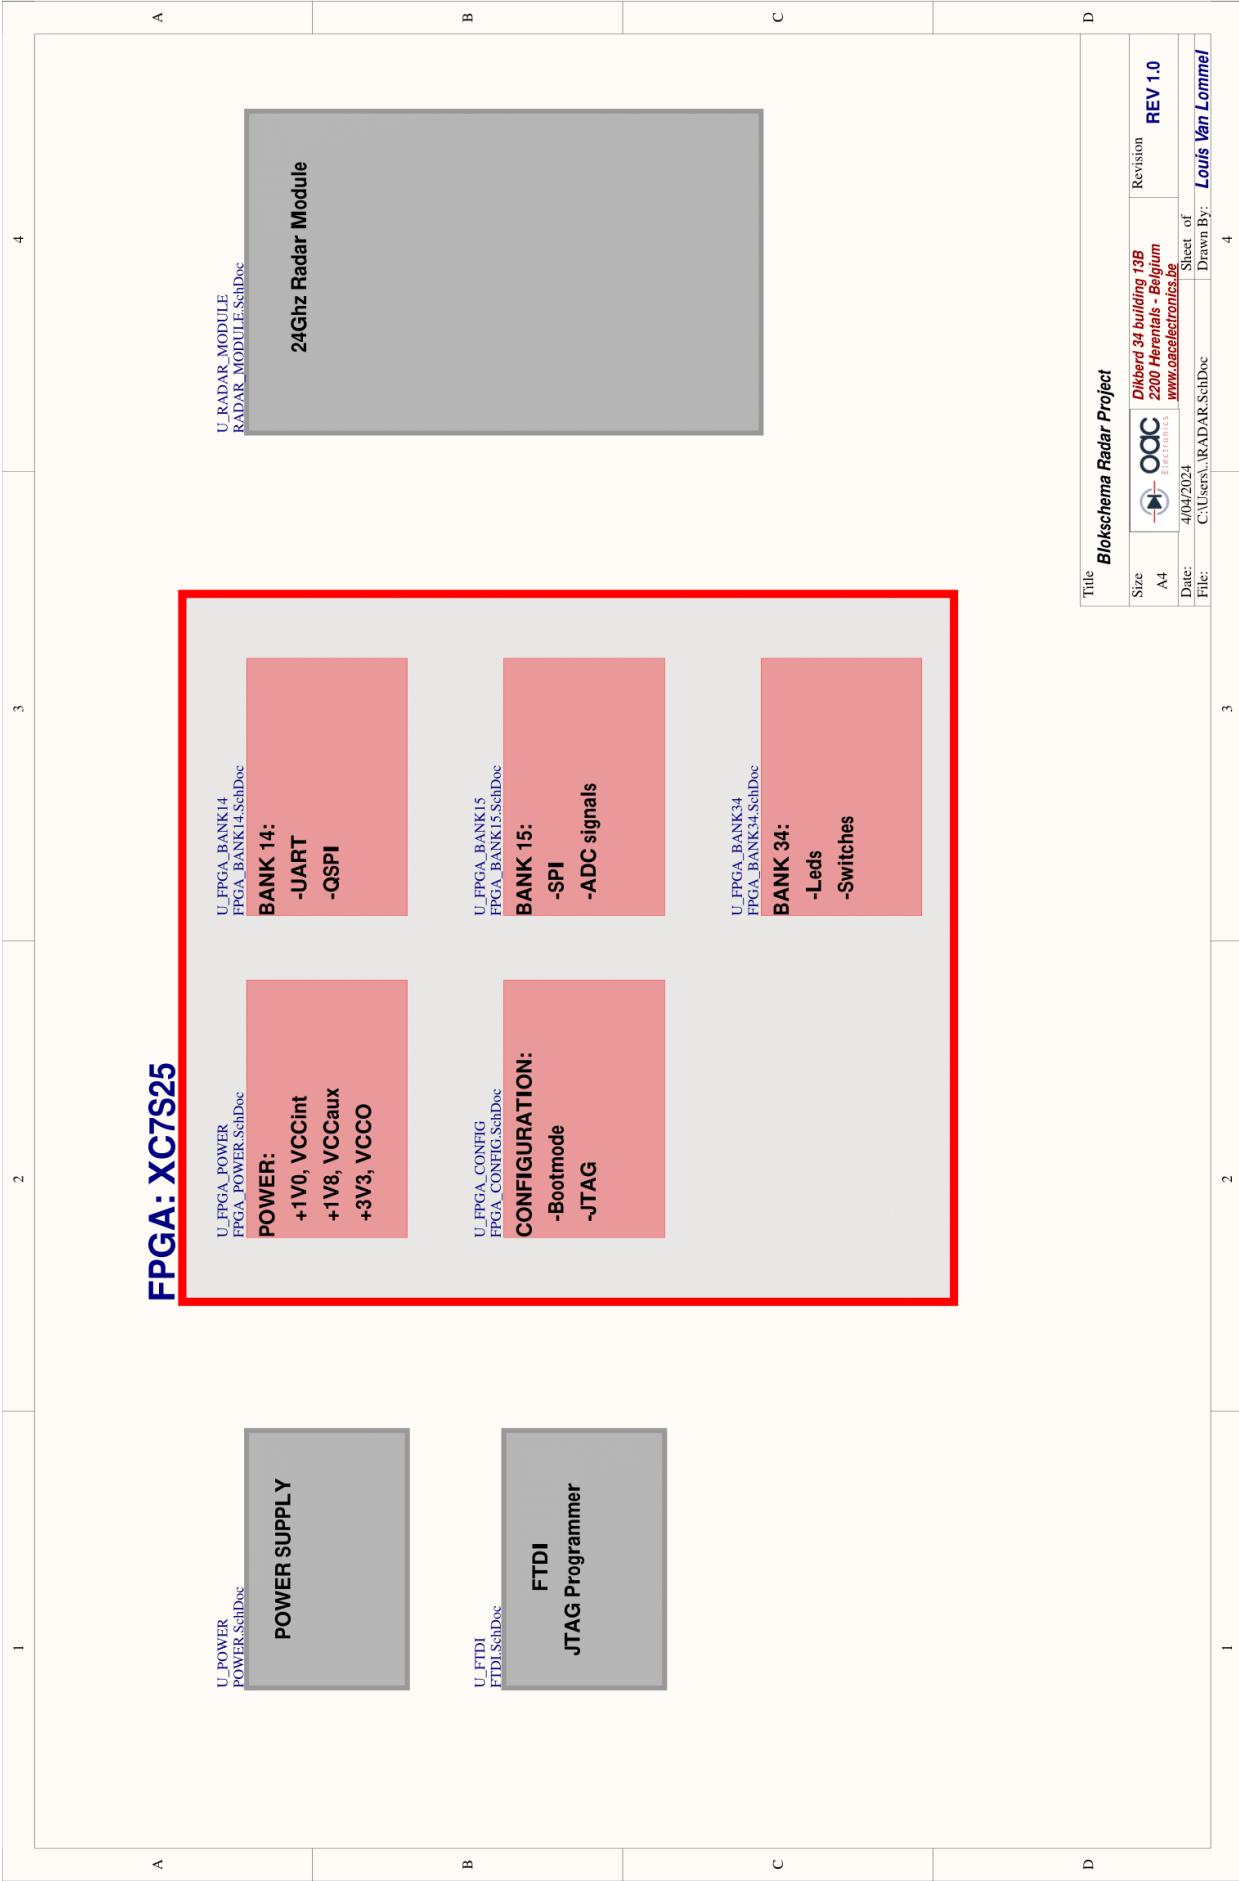 1
2
3
4
A
A
B
B
C
C
D
D
FPGA: XC7S25
U_POWER
POWER.SchDoc
POWER SUPPLY
U_FTDI
FTDI.SchDoc
FTDI
JTAG Programmer
U_FPGA_POWER
FPGA_POWER.SchDoc
POWER:
+1V0, VCCint
+1V8, VCCaux
+3V3, VCCO
U_FPGA_CONFIG
FPGA_CONFIG.SchDoc
CONFIGURATION:
-Bootmode
-JTAG
U_FPGA_BANK14
FPGA_BANK14.SchDoc
BANK 14:
-UART
-QSPI
U_FPGA_BANK15
FPGA_BANK15.SchDoc
BANK 15:
-SPI
-ADC signals
U_FPGA_BANK34
FPGA_BANK34.SchDoc
BANK 34:
-Leds
-Switches
U_RADAR_MODULE
RADAR_MODULE.SchDoc
24Ghz Radar Module
Title
Blokschema Radar Project
Size
A4
oac
Electronics
Dikberd 34 building 13B
2200 Herentals - Belgium
www.oacelectronics.be
Revision
REV 1.0
Date: 4/04/2024 Sheet of
File: C:\Users\..\RADAR.SchDoc Drawn By: Louis Van Lommel
1
2
3
4